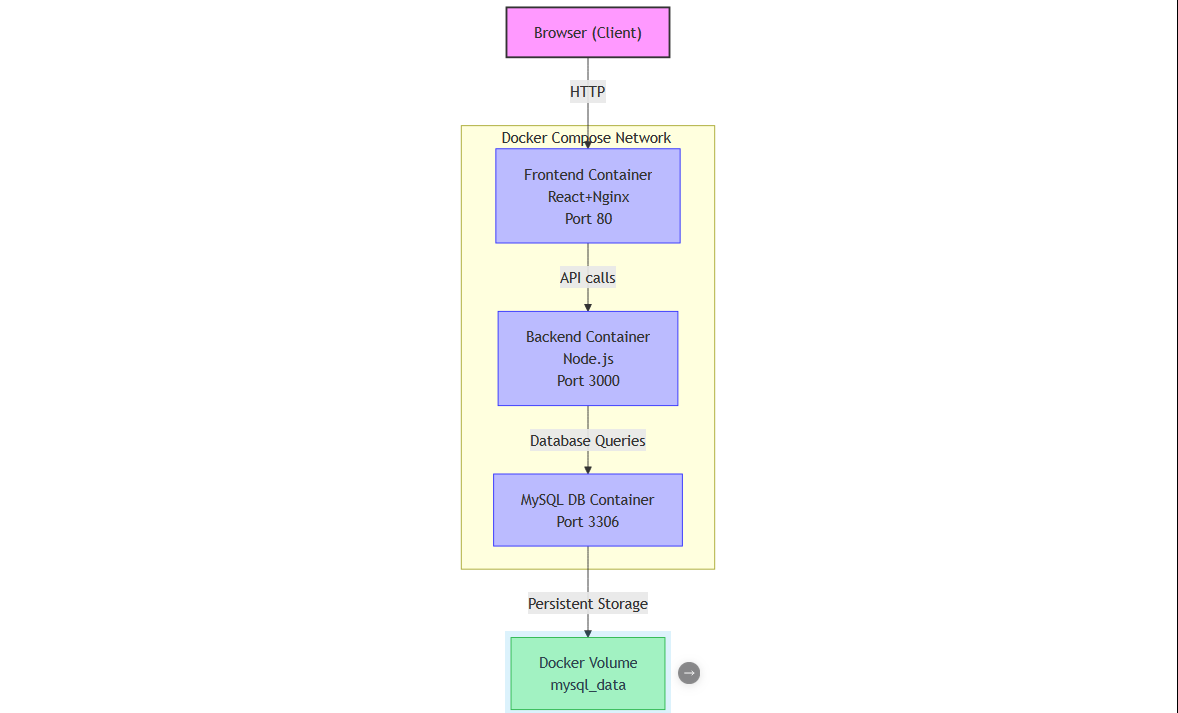 Browser (Client)
HTTP
Docker Compose Network
Frontend Container
React+Nginx
Port 80
API calls
Backend Container
Node.js
Port 3000
Database Queries
MySQL DB Container
Port 3306
Persistent Storage
Docker Volume
mysql_data